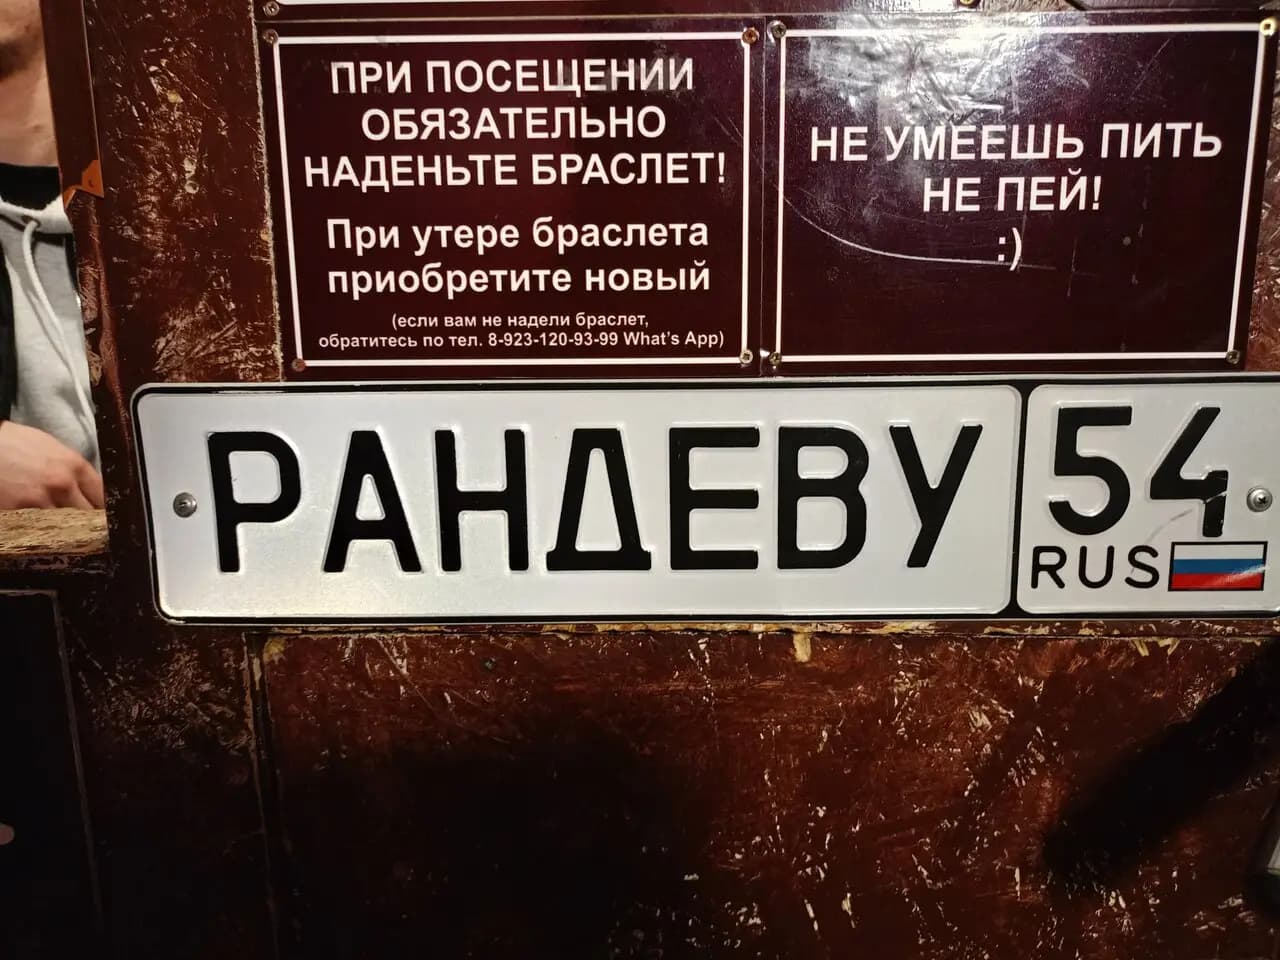 ПРИ ПОСЕЩЕНИИ
ОБЯЗАТЕЛЬНО
НАДЕНЬТЕ БРАСЛЕТ!
При утере браслета
приобретите новый
(если вам не надели браслет,
обратитесь по тел. 8-923-120-93-99 What's App)
НЕ УМЕЕШЬ ПИТЬ
НЕ ПЕЙ!
:)
РАНДЕВУ 54
RUS